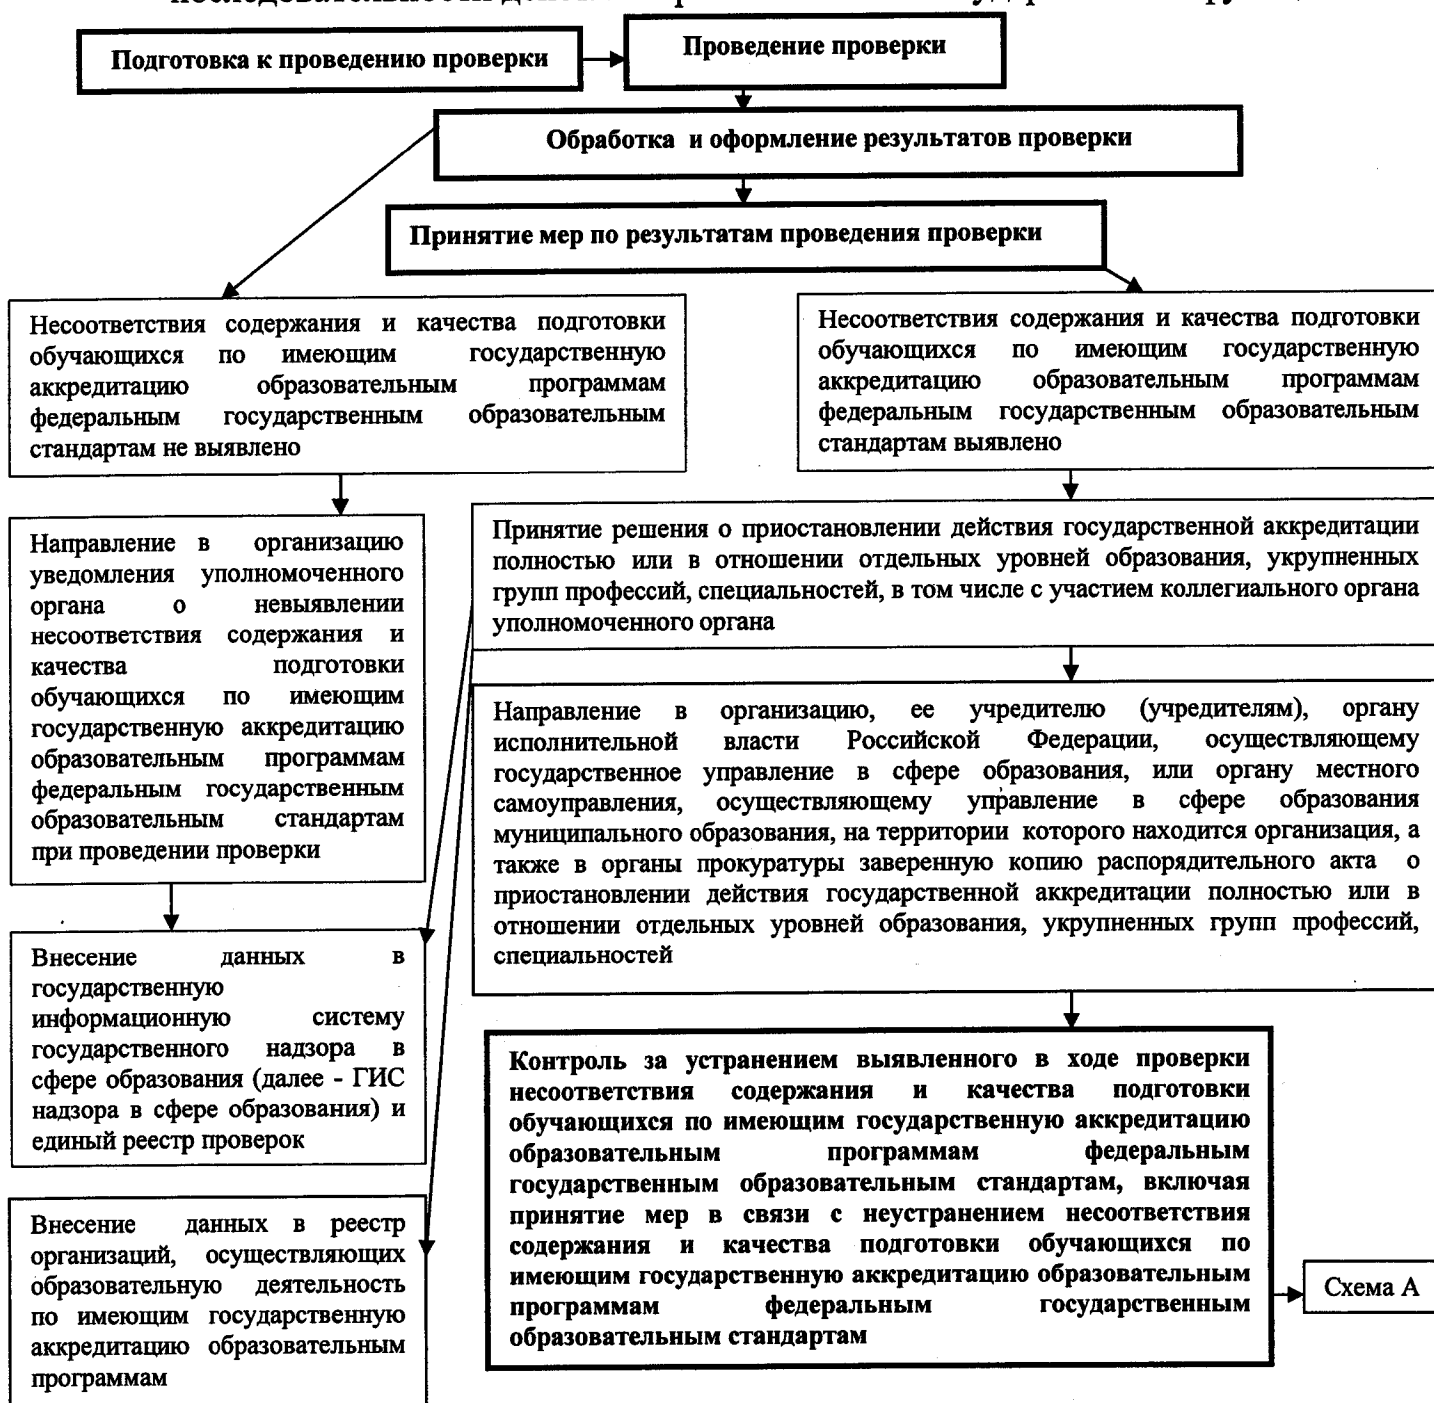 Подготовка к проведению проверки
Проведение проверки
Обработка и оформление результатов проверки
Принятие мер по результатам проведения проверки
Несоответствия содержания и качества подготовки
обучающихся по имеющим государственную
аккредитацию образовательным программам
федеральным государственным образовательным
стандартам не выявлено
Несоответствия содержания и качества подготовки
обучающихся по имеющим государственную
аккредитацию образовательным программам
федеральным государственным образовательным
стандартам выявлено
Направление в организацию
уведомления уполномоченного
органа о невыявлении
несоответствия содержания и
качества подготовки
обучающихся по имеющим
государственную аккредитацию
образовательным программам
федеральным государственным
образовательным стандартам
при проведении проверки
Принятие решения о приостановлении действия государственной аккредитации
полностью или в отношении отдельных уровней образования, укрупненных
групп профессий, специальностей, в том числе с участием коллегиального органа
уполномоченного органа
Направление в организацию, ее учредителю (учредителям), органу
исполнительной власти Российской Федерации, осуществляющему
государственное управление в сфере образования, или органу местного
самоуправления, осуществляющему управление в сфере образования
муниципального образования, на территории которого находится организация, а
также в органы прокуратуры заверенную копию распорядительного акта о
приостановлении действия государственной аккредитации полностью или в
отношении отдельных уровней образования, укрупненных групп профессий,
специальностей
Внесение данных в
государственную
информационную систему
государственного надзора в
сфере образования (далее - ГИС
надзора в сфере образования) и
единый реестр проверок
Контроль за устранением выявленного в ходе проверки
несоответствия содержания и качества подготовки
обучающихся по имеющим государственную аккредитацию
образовательным программам федеральным
государственным образовательным стандартам, включая
принятие мер в связи с неустранением несоответствия
содержания и качества подготовки обучающихся по
имеющим государственную аккредитацию образовательным
программам федеральным государственным
образовательным стандартам
Схема А
Внесение данных в реестр
организаций, осуществляющих
образовательную деятельность
по имеющим государственную
аккредитацию образовательным
программам